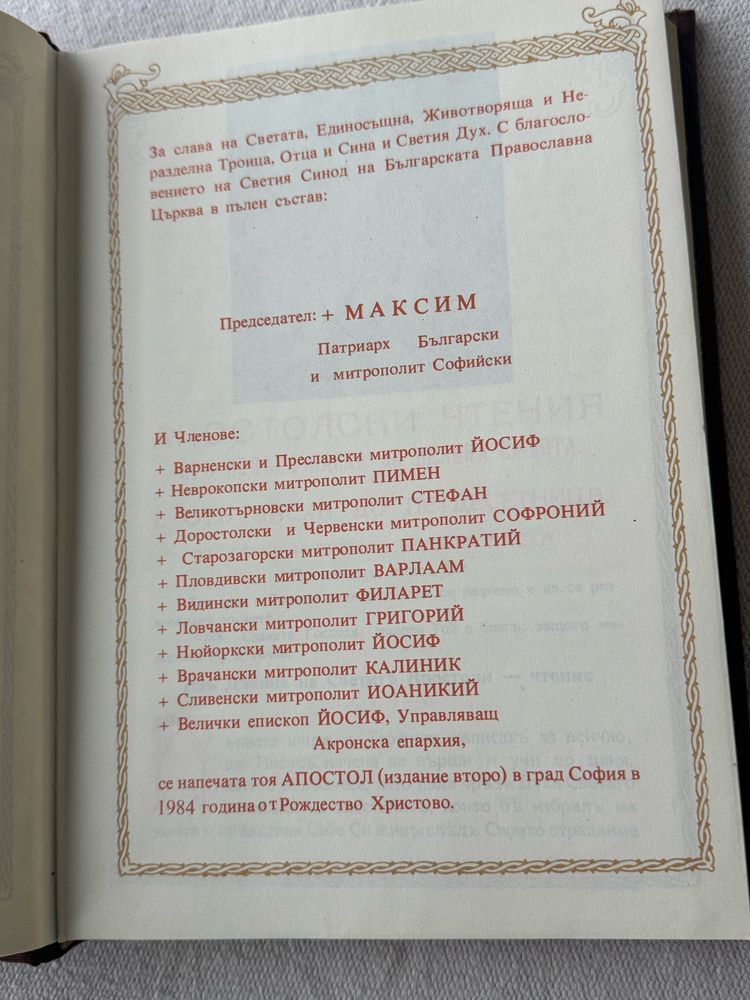 За слава на Светата, Единосъщна, Животворяща и Не-
разделна Троица, Отца и Сина и Светия Дух. С благосло-
вението на Светия Синод на Българската Православна
Църква в пълен състав:
Председател: + МАКСИМ
Патриарх Български
и митрополит Софийски
И Членове:
+ Варненски и Преславски митрополит ЙОСИФ
+ Неврокопски митрополит ПИМЕН
+ Великотърновски митрополит СТЕФАН
+ Доростолски и Червенски митрополит СОФРОНИЙ
+ Старозагорски митрополит ПАНКРАТИЙ
+ Пловдивски митрополит ВАРЛААМ
+ Видински митрополит ФИЛАРЕТ
+ Ловчански митрополит ГРИГОРИЙ
+ Нюйоркски митрополит ЙОСИФ
+ Врачански митрополит КАЛИНИК
+ Сливенски митрополит ИОАНИКИЙ
+ Велички епископ ЙОСИФ, Управляващ
Акронска епархия,
се напечата тоя АПОСТОЛ (издание второ) в град София в
1984 година от Рождество Христово.